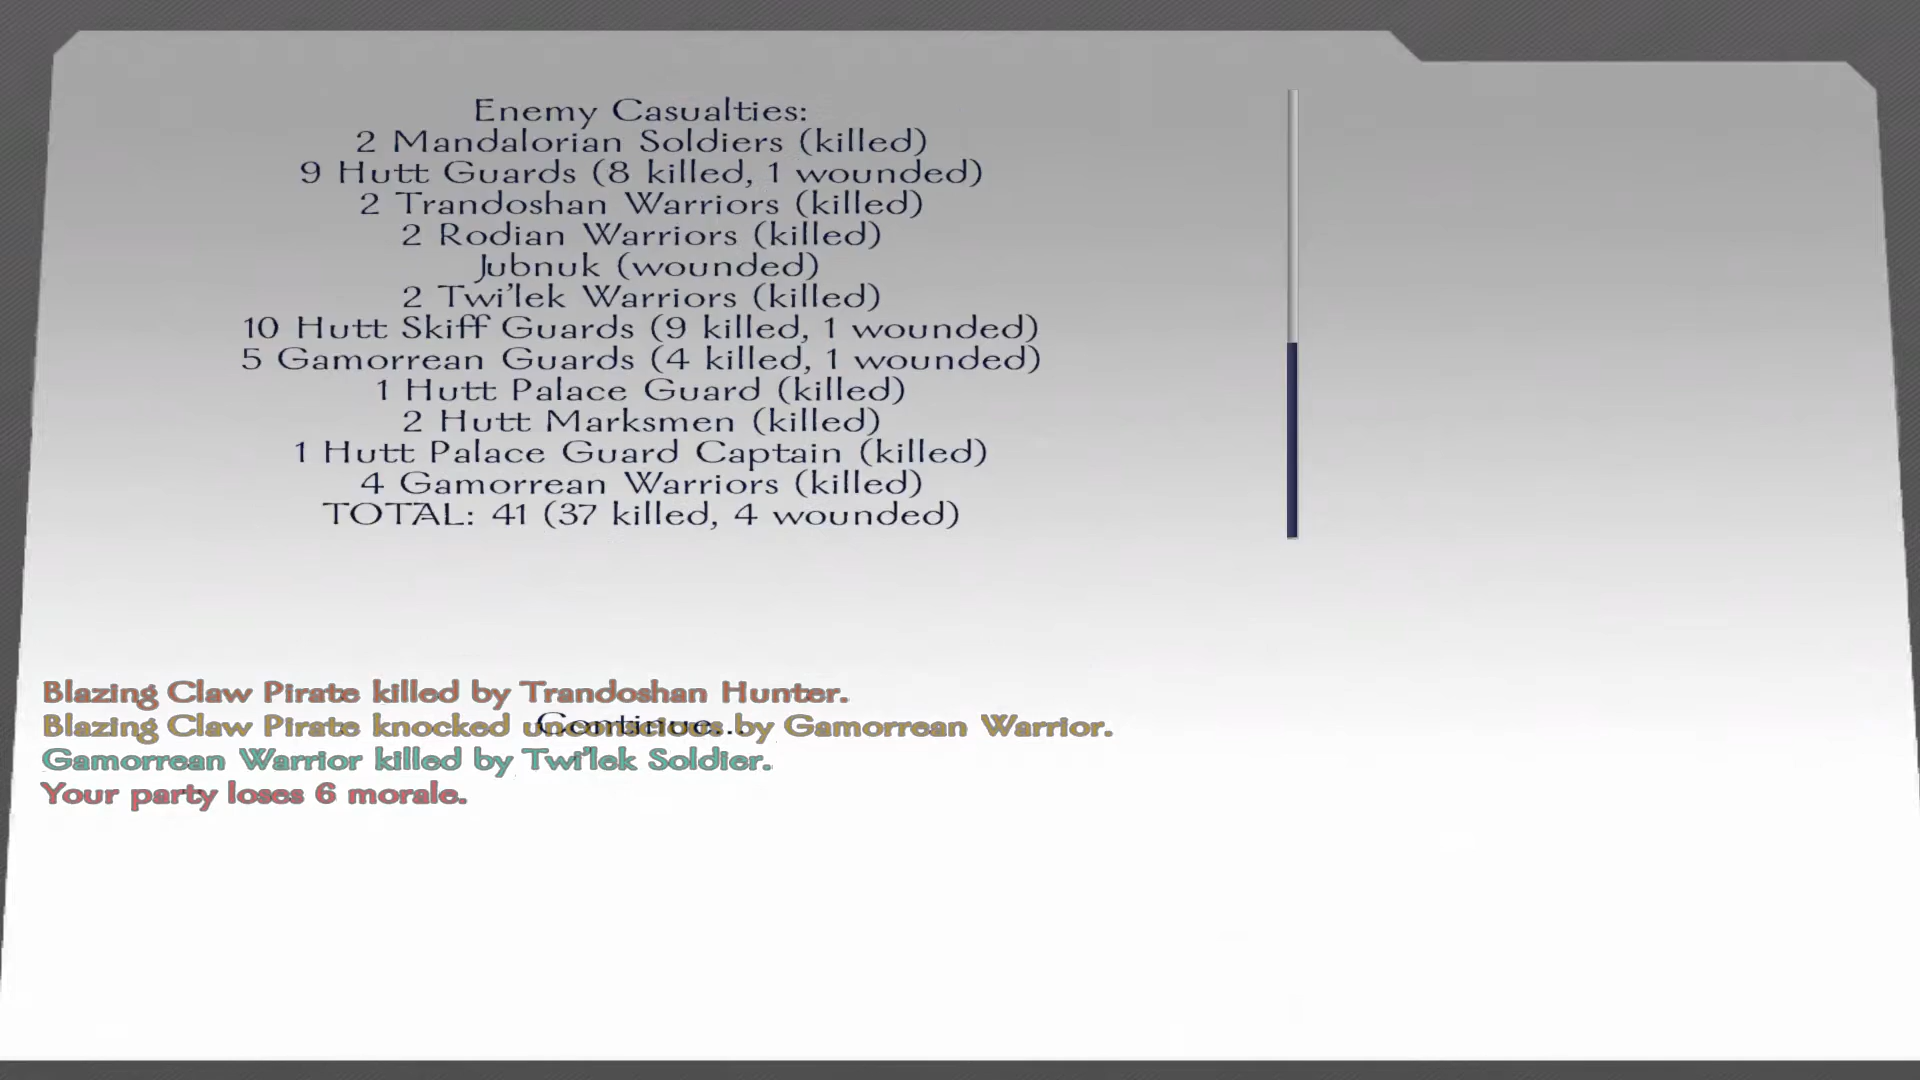 Enemy Casualties:
2 Mandalorian Soldiers (killed)
9 Hutt Guards (8 killed, 1 wounded)
2 Trandoshan Warriors (killed)
2 Rodian Warriors (killed)
Jubnuk (wounded)
2 Twi'lek Warriors (killed)
10 Hutt Skiff Guards (9 killed, 1 wounded)
5 Gamorrean Guards (4 killed, 1 wounded)
1 Hutt Palace Guard (killed)
2 Hutt Marksmen (killed)
1 Hutt Palace Guard Captain (killed)
4 Gamorrean Warriors (killed)
TOTAL: 41 (37 killed, 4 wounded)
Blazing Claw Pirate killed by Trandoshan Hunter.
Blazing Claw Pirate knocked unconscious by Gamorrean Warrior.
Continue...
Gamorrean Warrior killed by Twi'lek Soldier.
Your party loses 6 morale.